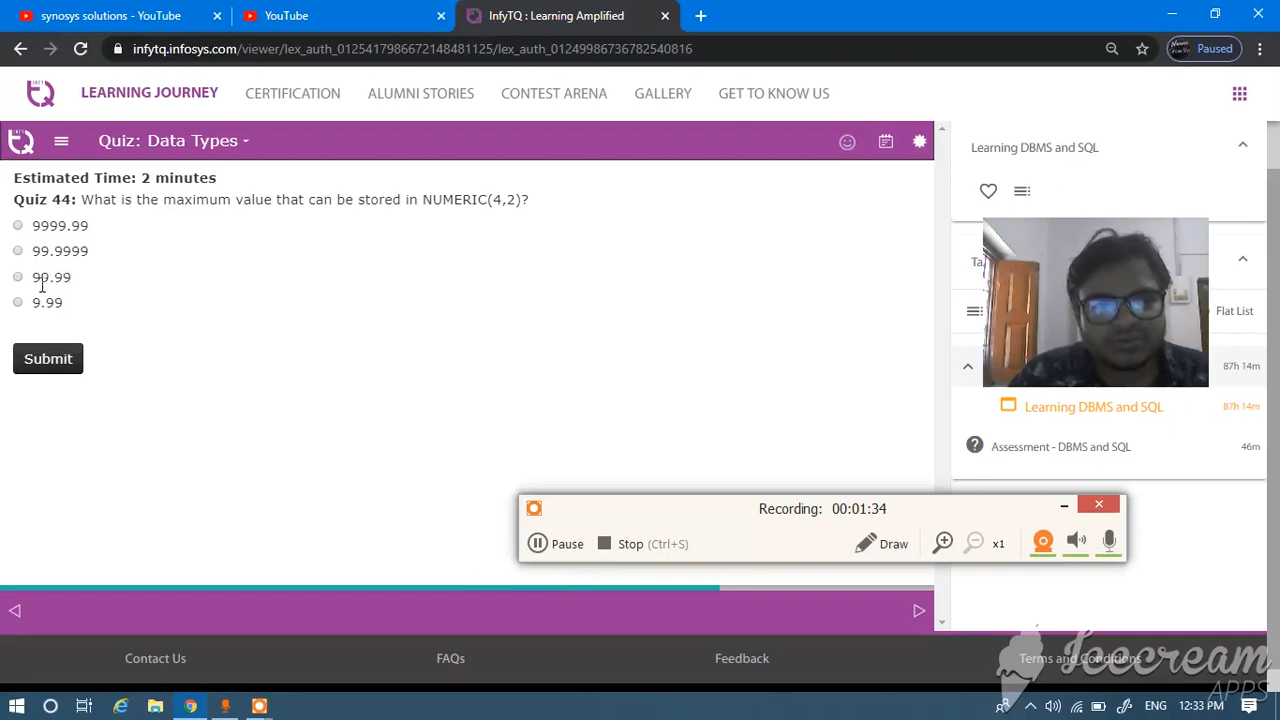 synosys solutions - YouTube
YouTube
InfyTQ : Learning Amplified
infytq.infosys.com/viewer/lex_auth_012541798667214848​1125/lex_auth_01249986736782540816
Paused
LEARNING JOURNEY
CERTIFICATION
ALUMNI STORIES
CONTEST ARENA
GALLERY
GET TO KNOW US
Quiz: Data Types
Learning DBMS and SQL
Estimated Time: 2 minutes
Quiz 44: What is the maximum value that can be stored in NUMERIC(4,2)?
9999.99
99.9999
99.99
9.99
Submit
Flat List
87h 14m
Learning DBMS and SQL
87h 14m
Assessment - DBMS and SQL
46m
Recording: 00:01:34
Pause
Stop (Ctrl+S)
Draw
x1
Contact Us
FAQs
Feedback
Terms and Conditions
Icecream
APPS
ENG
12:33 PM